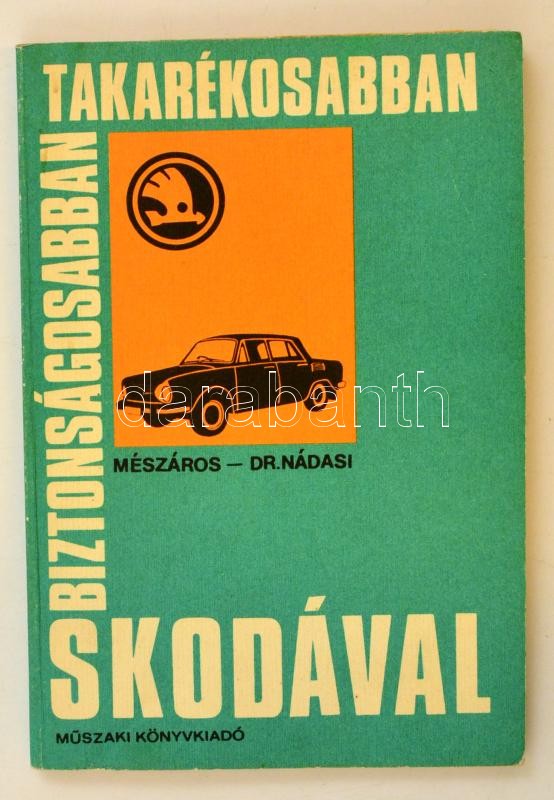 TAKARÉKOSABBAN
BIZTONSÁGOSABBAN
MÉSZÁROS — DR. NÁDASI
SKODÁVAL
MŰSZAKI KÖNYVKIADÓ
darabanth